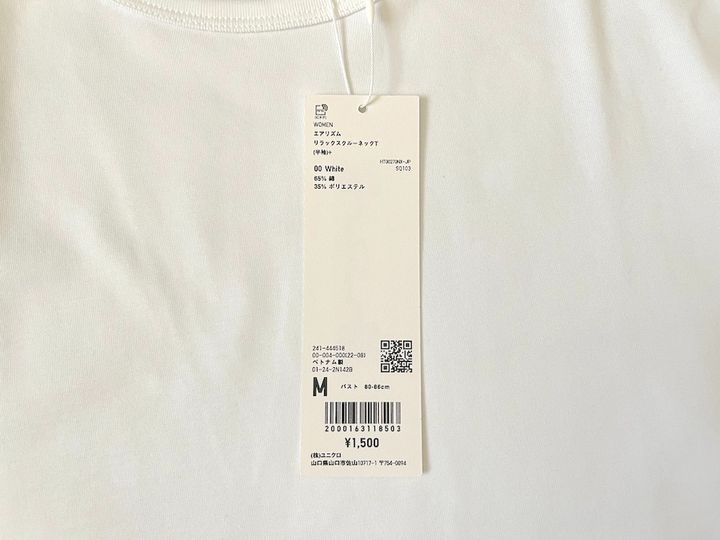 WOMEN
エアリズム
リラックスクルーネックT
(半袖)+
HT00270NX-JP
00 White SQ103
65% 綿
35% ポリエステル
241-444518
00-004-000(22-08)
ベトナム製
01-24-2N142B
M バスト 80-86cm
2000163118503
¥1,500
(株)ユニクロ
山口県山口市佐山10717-1 〒754-0894